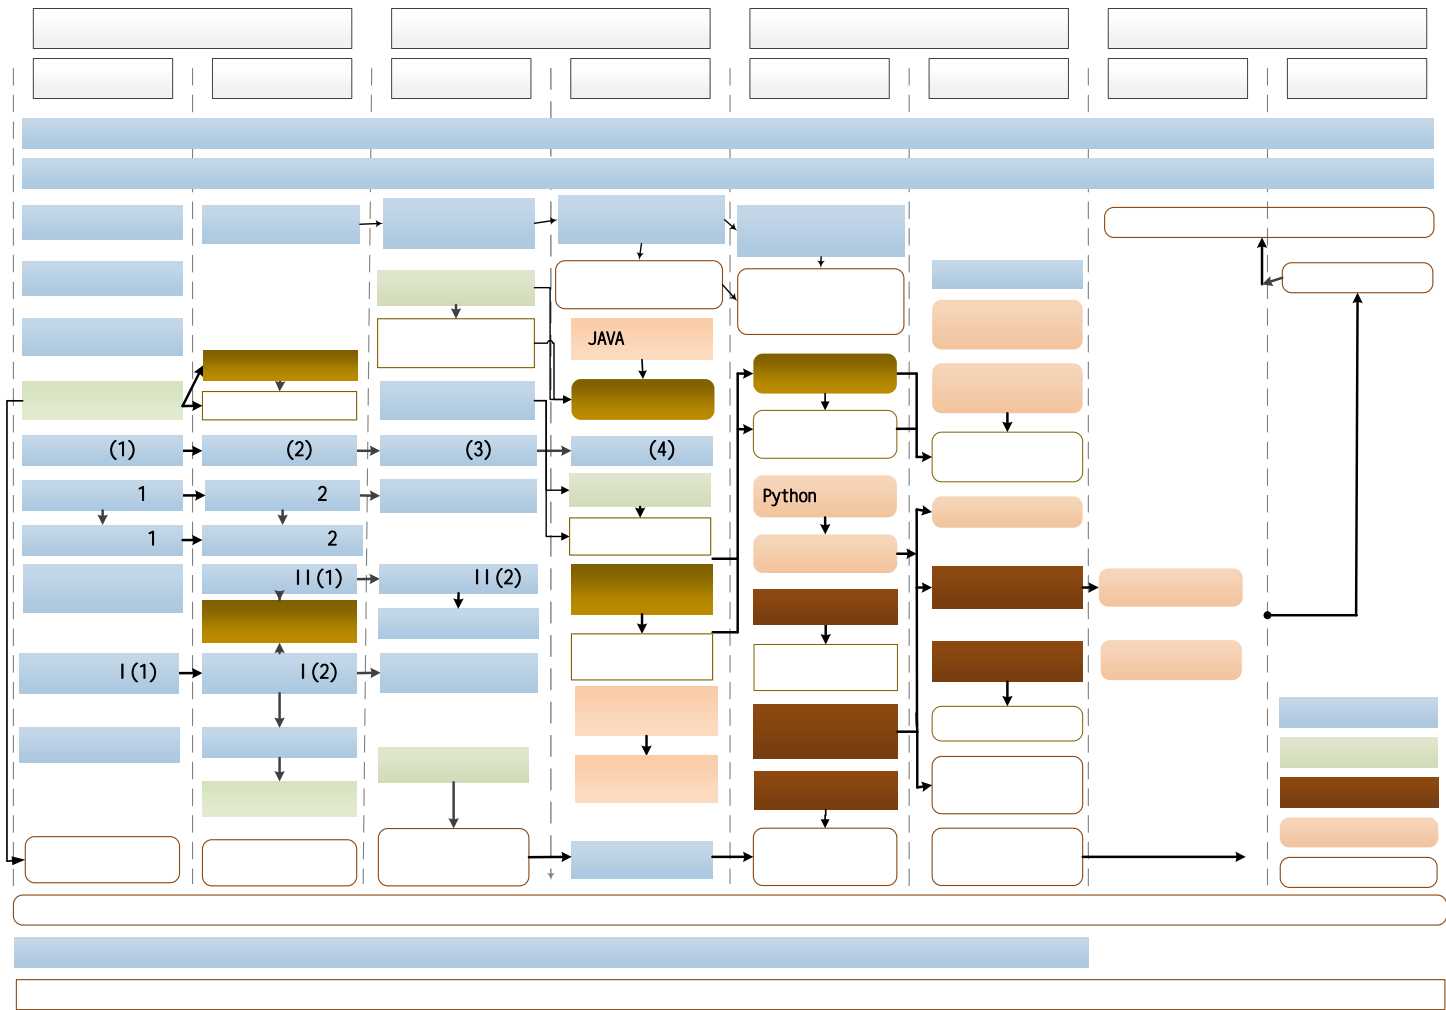 JAVA
(1) (2) (3) (4)
1 2
Python
1 2
II(1) II(2)
I(1) I(2)